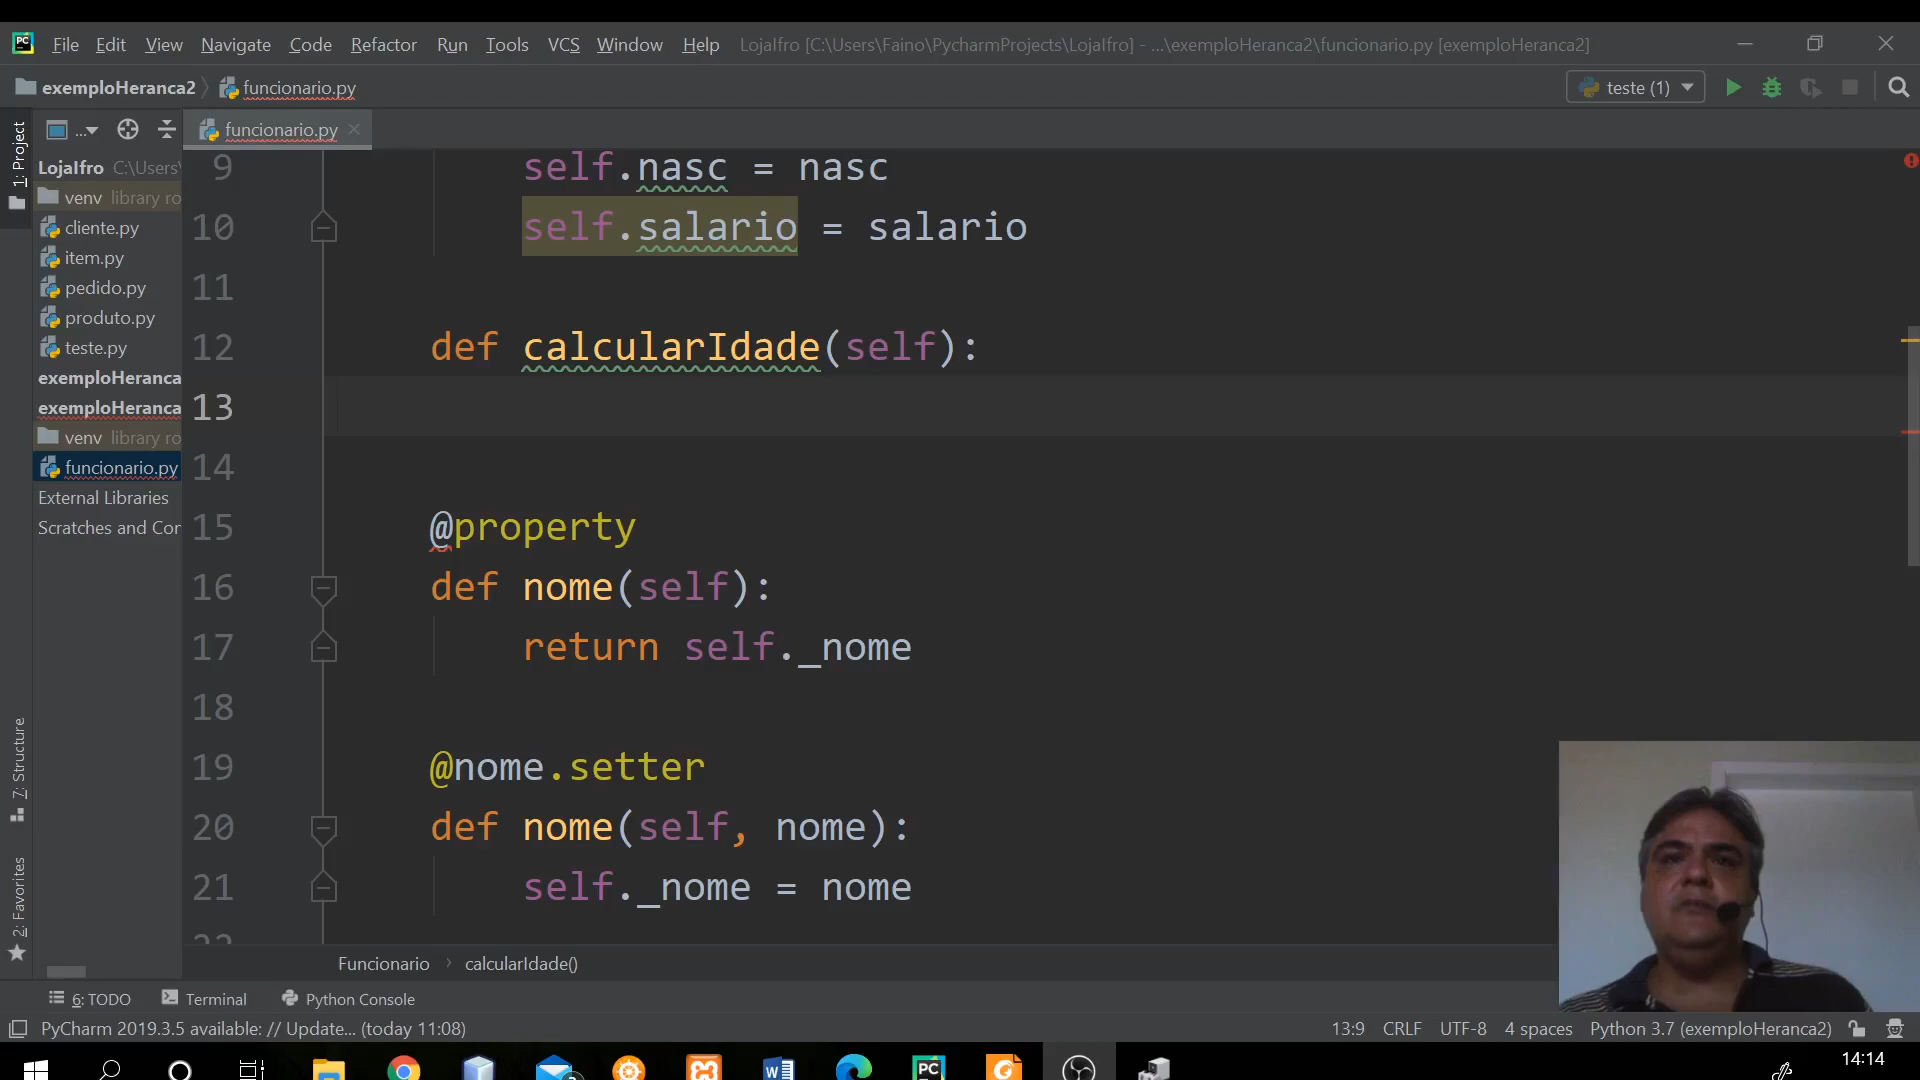 File Edit View Navigate Code Refactor Run Tools VCS Window Help LojaIfro [C:\Users\Faino\PycharmProjects\LojaIfro] - ...\exemploHeranca2\funcionario.py [exemploHeranca2]
exemploHeranca2 funcionario.py teste (1)
... funcionario.py
1: Project
LojaIfro C:\Users\
venv library ro
cliente.py
item.py
pedido.py
produto.py
teste.py
exemploHeranca
exemploHeranca
venv library ro
funcionario.py
External Libraries
Scratches and Cor
7: Structure
2: Favorites
9 self.nasc = nasc
10 self.salario = salario
11
12 def calcularIdade(self):
13
14
15 @property
16 def nome(self):
17 return self._nome
18
19 @nome.setter
20 def nome(self, nome):
21 self._nome = nome
22
Funcionario calcularIdade()
6: TODO Terminal Python Console
PyCharm 2019.3.5 available: // Update... (today 11:08) 13:9 CRLF UTF-8 4 spaces Python 3.7 (exemploHeranca2)
14:14